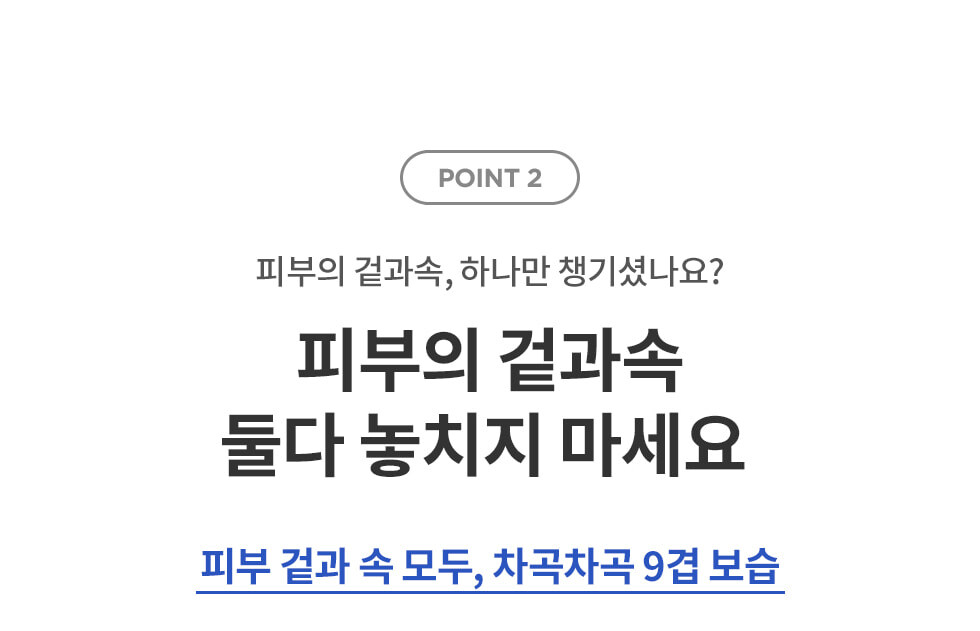 POINT 2
피부의 겉과속, 하나만 챙기셨나요?
피부의 겉과속
둘다 놓치지 마세요
피부 겉과 속 모두, 차곡차곡 9겹 보습